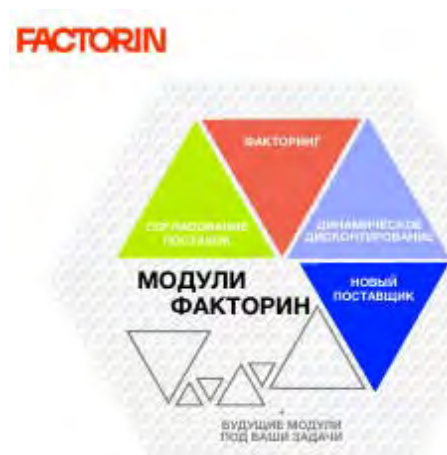 FACTORIN
ФАКТОРИНГ
СОГЛАСОВАНИЕ
ПОСТАВОК
ДИНАМИЧЕСКОЕ
ДИСКОНТИРОВАНИЕ
МОДУЛИ
ФАКТОРИН
НОВЫЙ
ПОСТАВЩИК
+
БУДУЩИЕ МОДУЛИ
ПОД ВАШИ ЗАДАЧИ